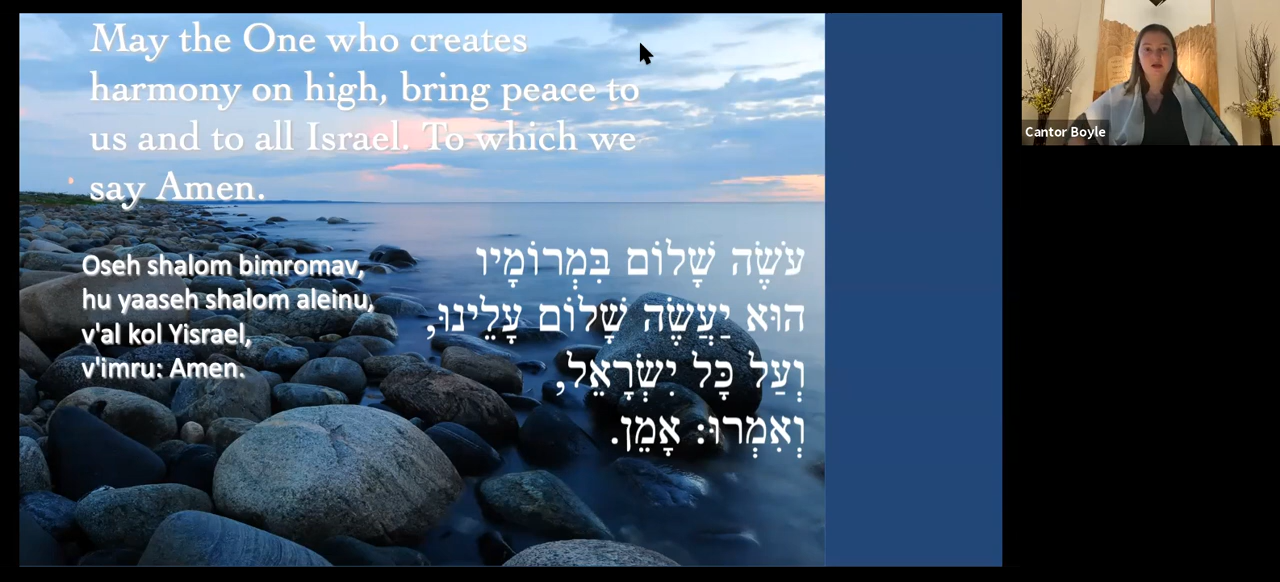 May the One who creates
harmony on high, bring peace to
us and to all Israel. To which we
say Amen.
Oseh shalom bimromav,
hu yaaseh shalom aleinu,
v'al kol Yisrael,
v'imru: Amen.
עֹשֶׂה שָׁלוֹם בִּמְרוֹמָיו
הוּא יַעֲשֶׂה שָׁלוֹם עָלֵינוּ,
וְעַל כָּל יִשְׂרָאֵל,
וְאִמְרוּ: אָמֵן.
Cantor Boyle